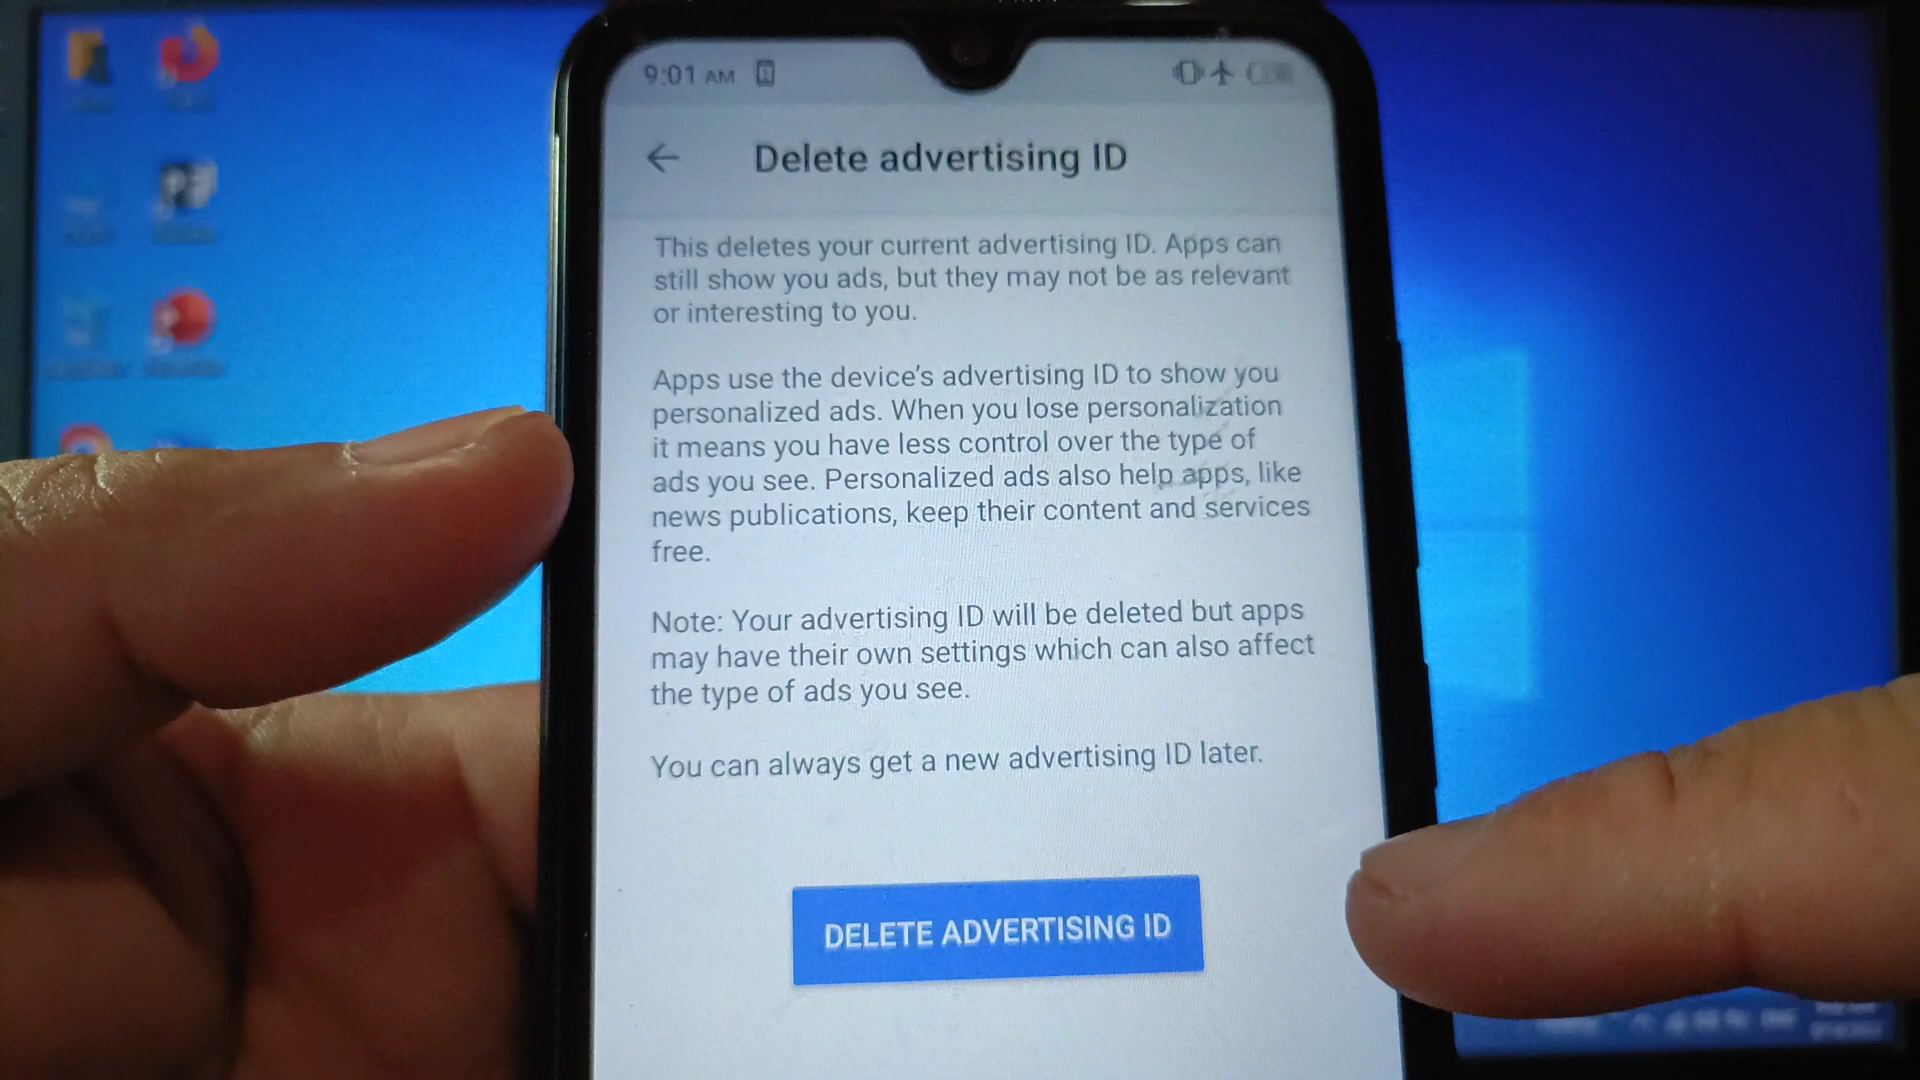 9:01 AM
Delete advertising ID
This deletes your current advertising ID. Apps can
still show you ads, but they may not be as relevant
or interesting to you.
Apps use the device's advertising ID to show you
personalized ads. When you lose personalization
it means you have less control over the type of
ads you see. Personalized ads also help apps, like
news publications, keep their content and services
free.
Note: Your advertising ID will be deleted but apps
may have their own settings which can also affect
the type of ads you see.
You can always get a new advertising ID later.
DELETE ADVERTISING ID